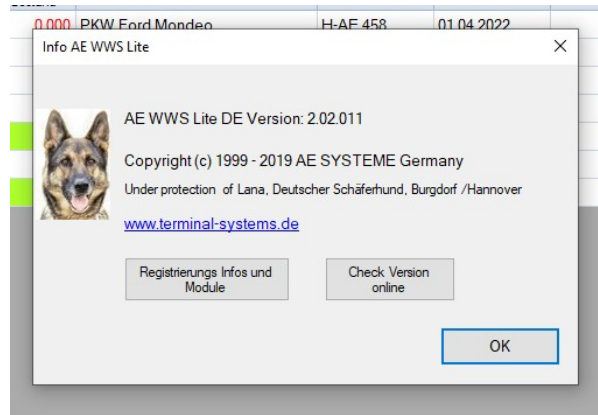 0.000 PKW Ford Mondeo H-AE 458 01.04.2022
Info AE WWS Lite
AE WWS Lite DE Version: 2.02.011
Copyright (c) 1999 - 2019 AE SYSTEME Germany
Under protection of Lana, Deutscher Schäferhund, Burgdorf /Hannover
www.terminal-systems.de
Registrierungs Infos und
Module
Check Version
online
OK